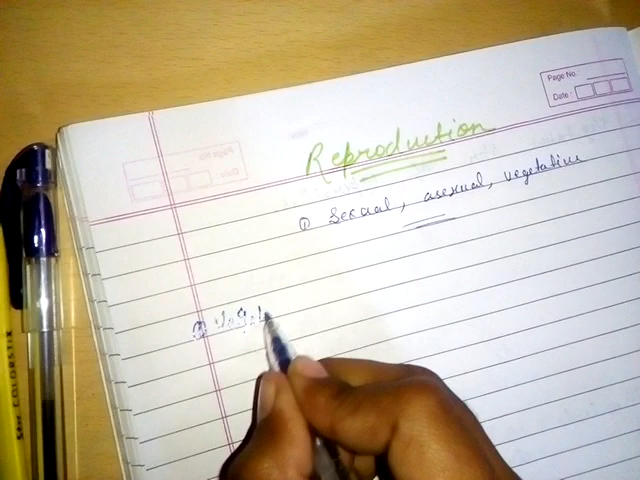 Page No.
Date:
Reproduction
① Sexual, asexual, vegetative